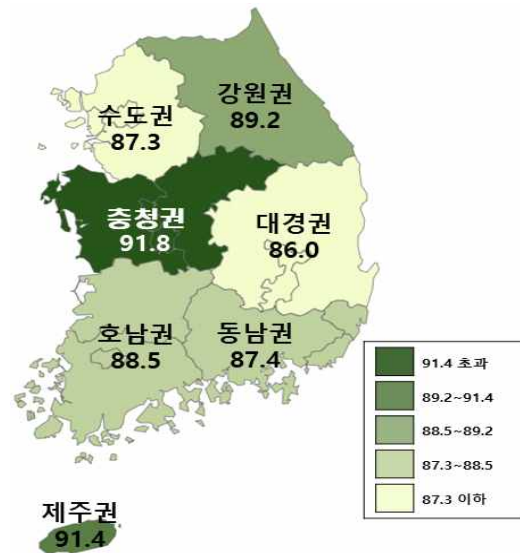 강원권
89.2
수도권
87.3
충청권
91.8
대경권
86.0
호남권
88.5
동남권
87.4
제주권
91.4
91.4 초과
89.2~91.4
88.5~89.2
87.3~88.5
87.3 이하